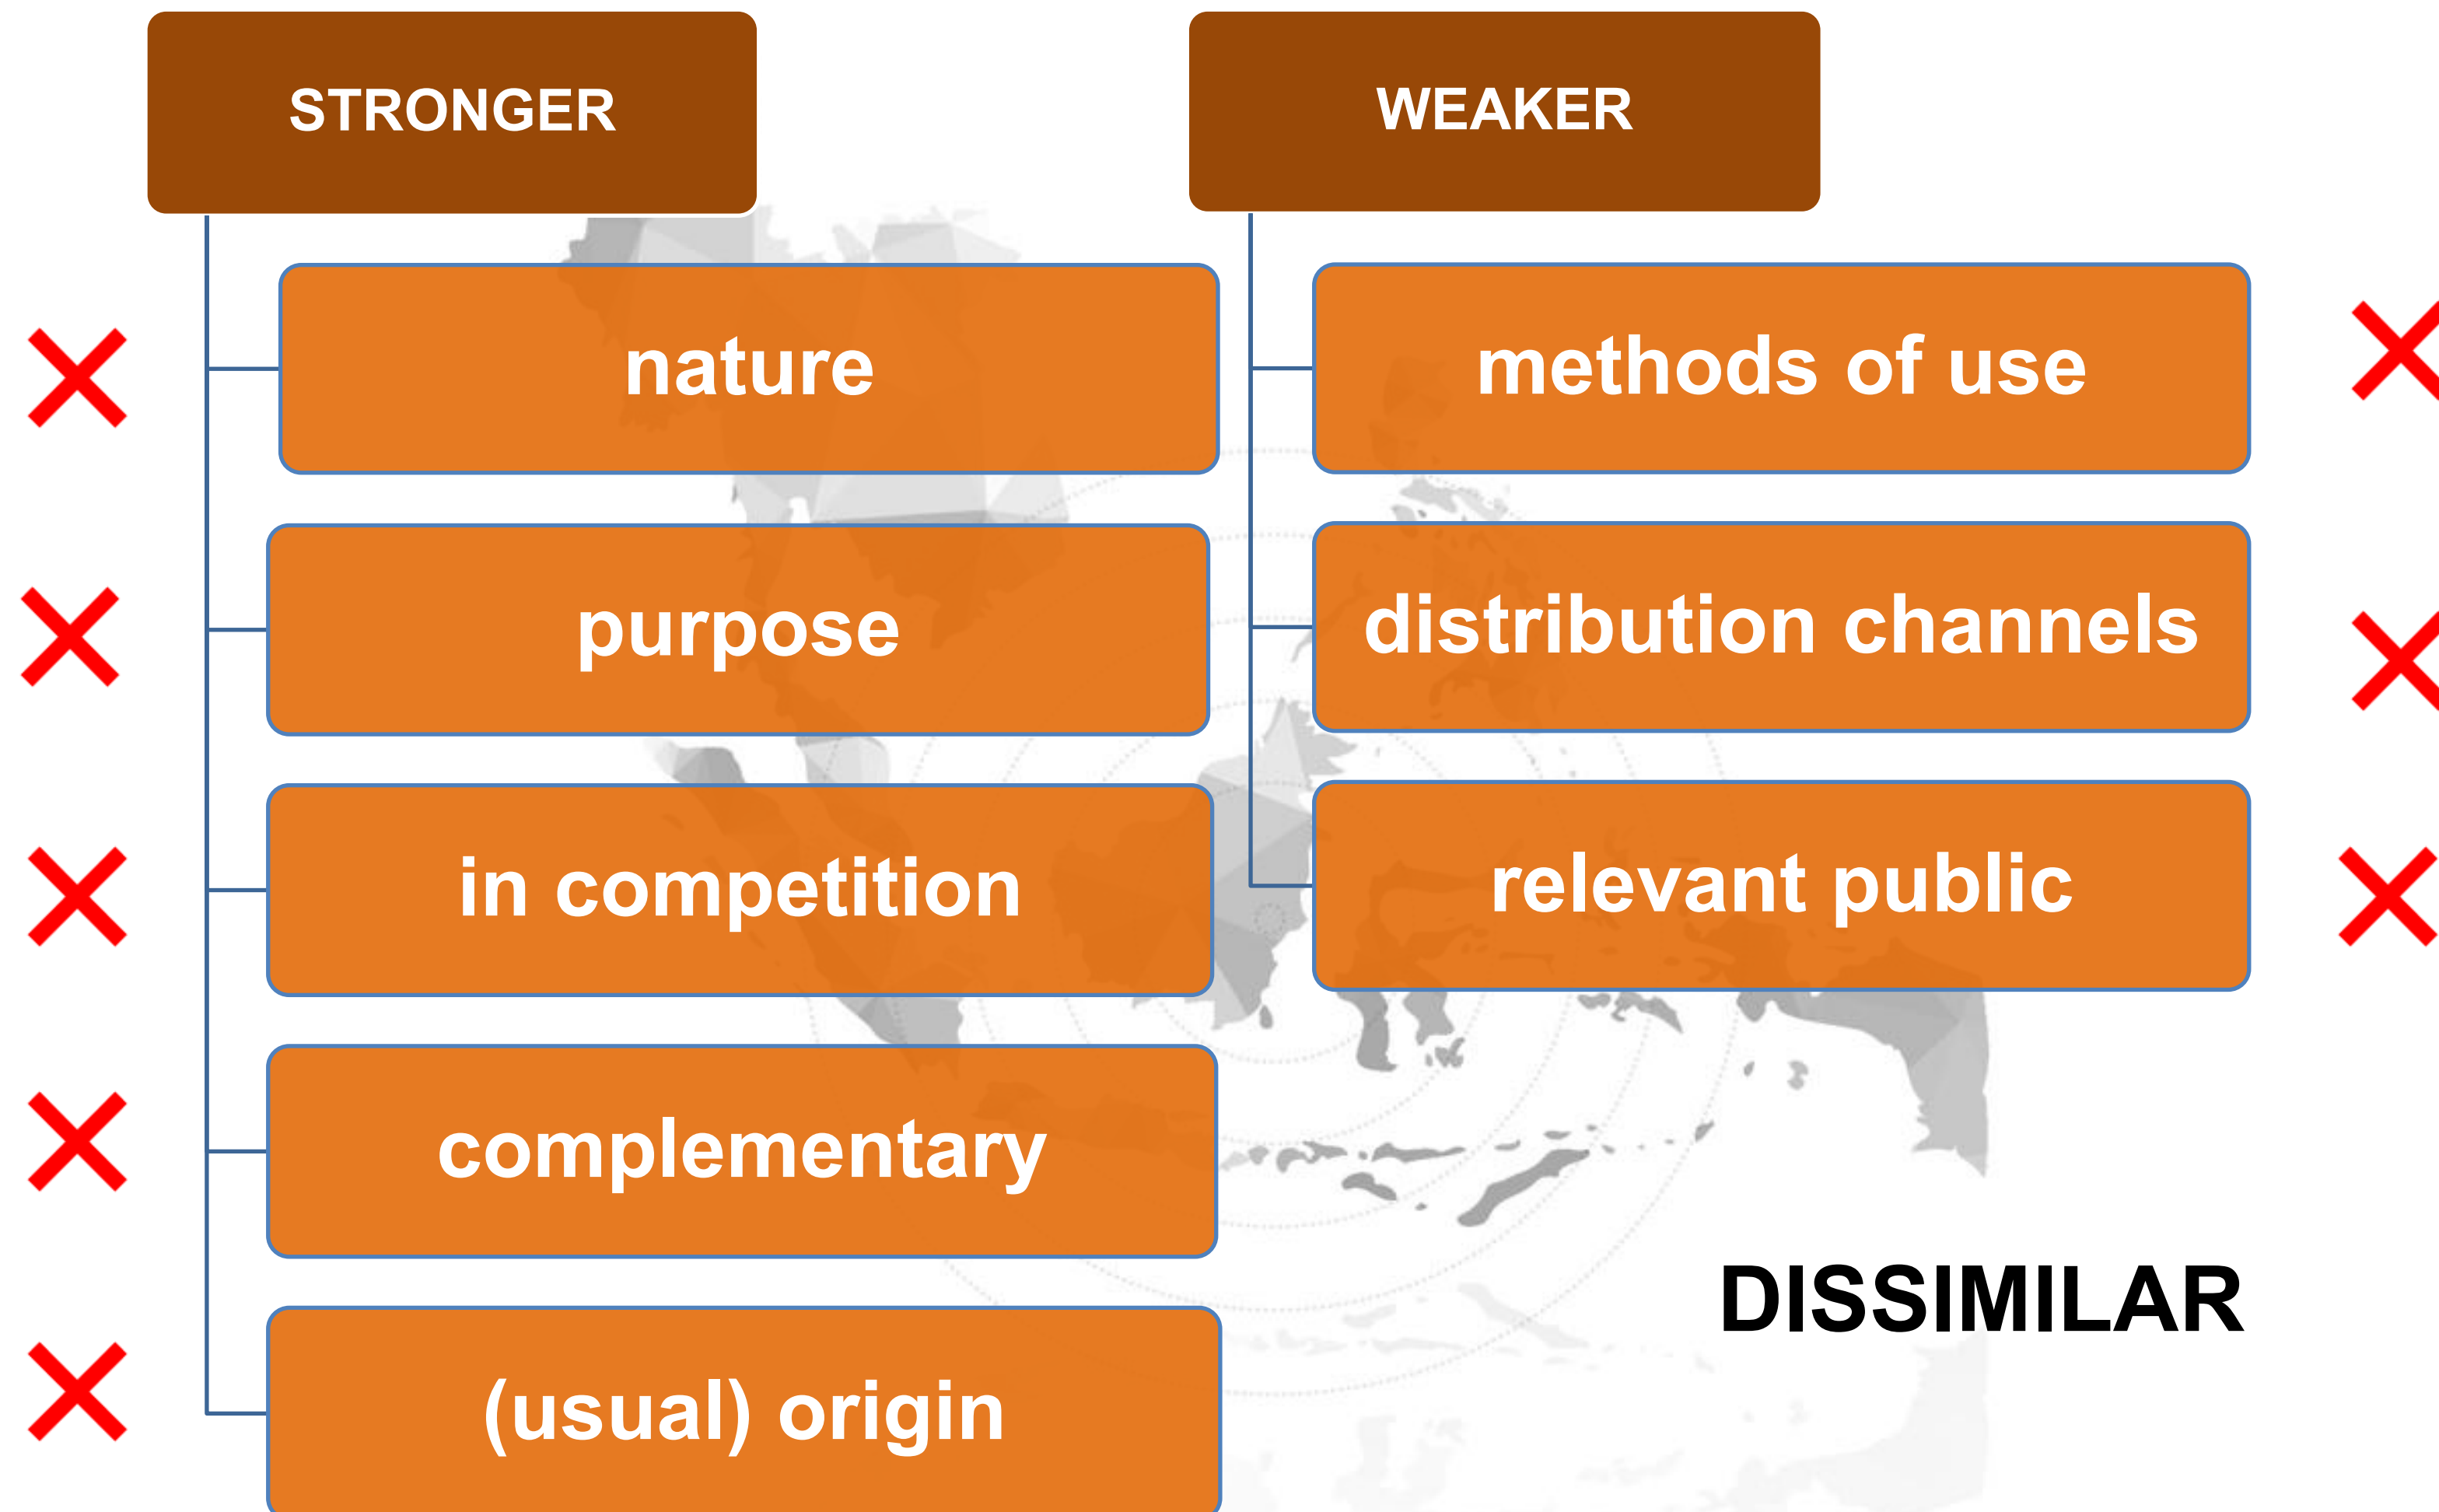 STRONGER
nature
purpose
in competition
complementary
(usual) origin
WEAKER
methods of use
distribution channels
relevant public
DISSIMILAR